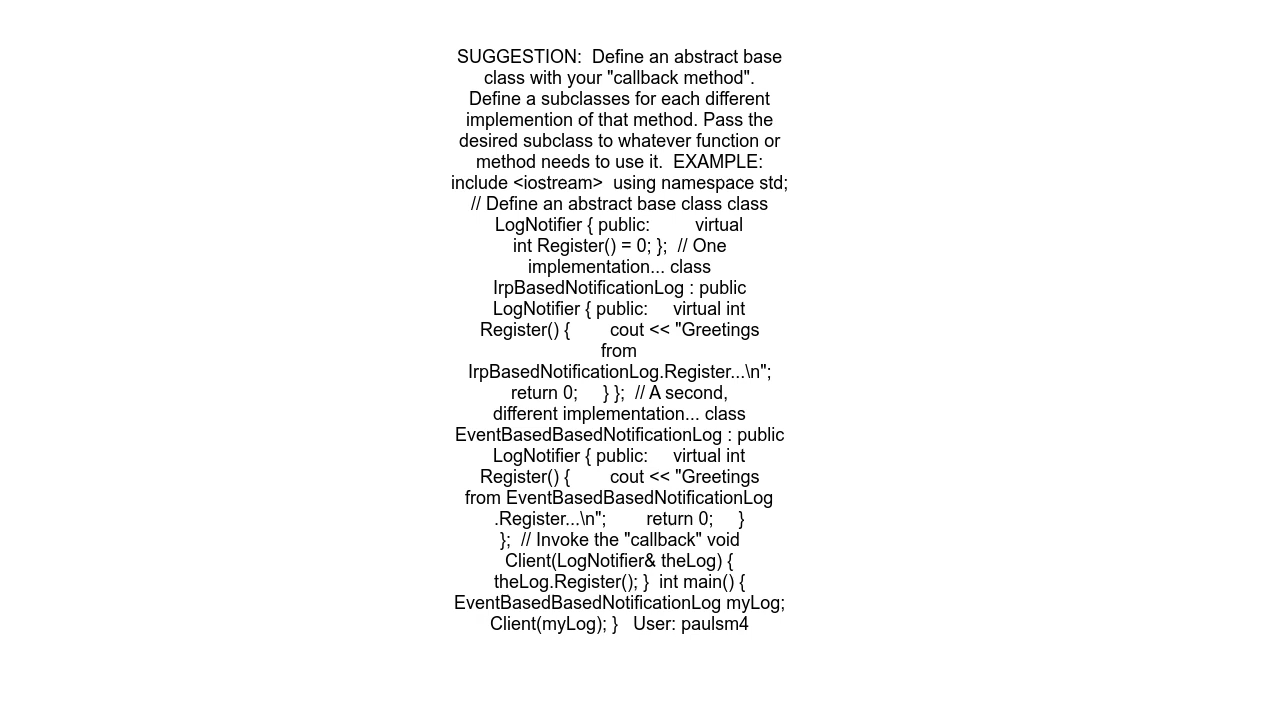 SUGGESTION:  Define an abstract base
class with your "callback method".
Define a subclasses for each different
implemention of that method. Pass the
desired subclass to whatever function or
method needs to use it.  EXAMPLE:
include <iostream>  using namespace std;
// Define an abstract base class class
LogNotifier { public:         virtual
int Register() = 0; };  // One
implementation... class
IrpBasedNotificationLog : public
LogNotifier { public:     virtual int
Register() {        cout << "Greetings
from
IrpBasedNotificationLog.Register...\n";
return 0;     } };  // A second,
different implementation... class
EventBasedBasedNotificationLog : public
LogNotifier { public:     virtual int
Register() {        cout << "Greetings
from EventBasedBasedNotificationLog
.Register...\n";        return 0;     }
};  // Invoke the "callback" void
Client(LogNotifier& theLog) {
theLog.Register(); }  int main() {
EventBasedBasedNotificationLog myLog;
Client(myLog); }   User: paulsm4